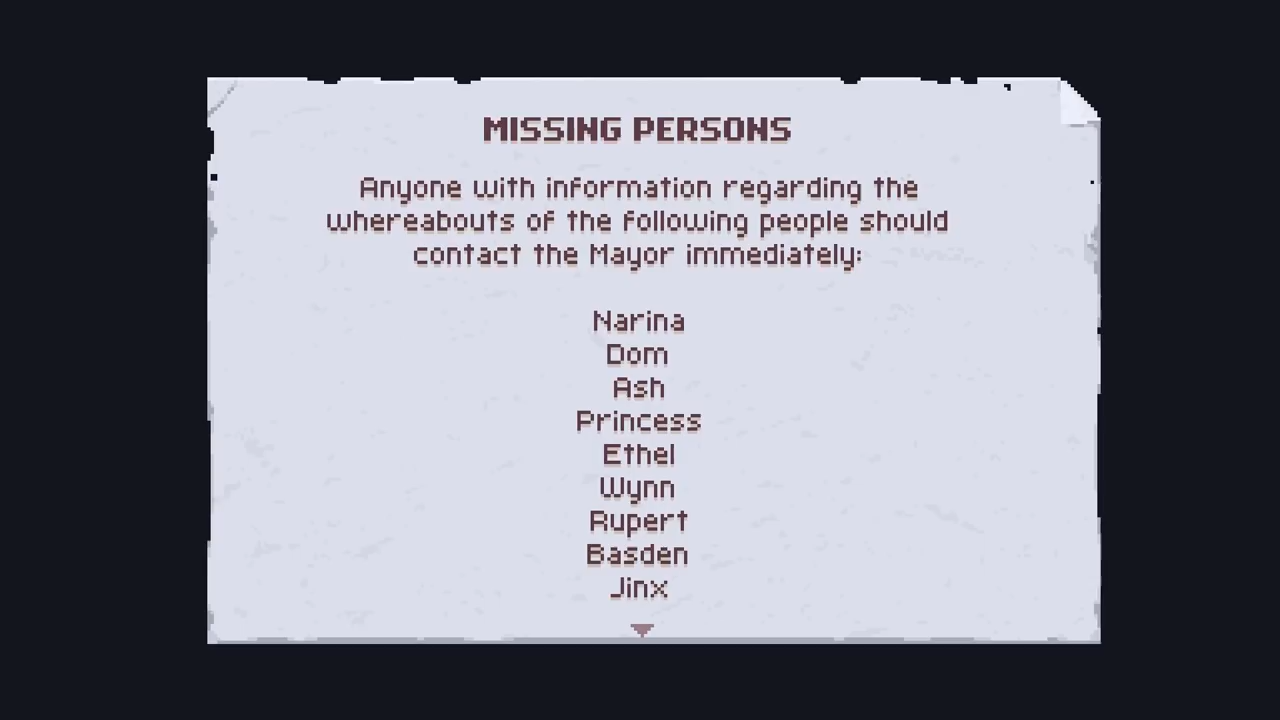 MISSING PERSONS
Anyone with information regarding the
whereabouts of the following people should
contact the Mayor immediately:
Narina
Dom
Ash
Princess
Ethel
Wynn
Rupert
Basden
Jinx